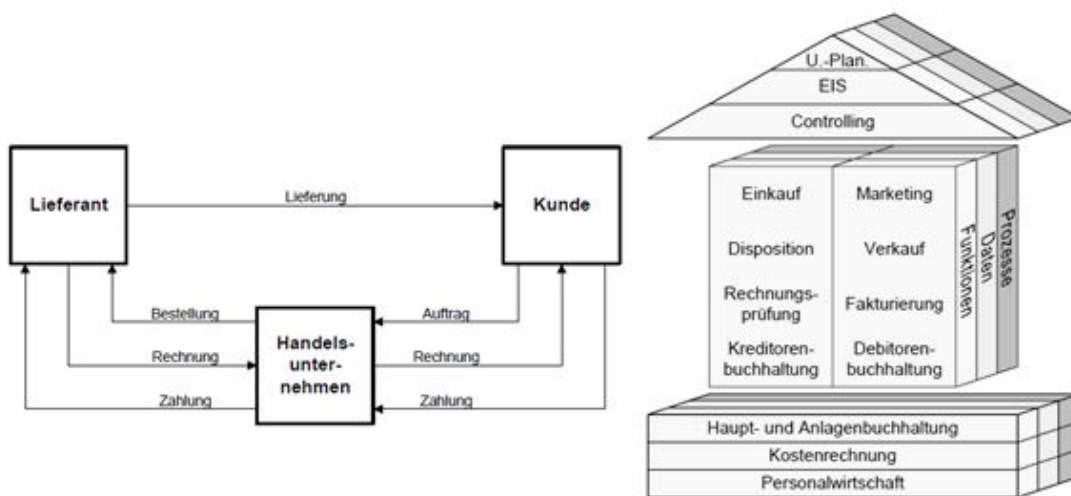 Lieferant
Lieferung
Kunde
Bestellung
Auftrag
Rechnung
Handels-
unter-
nehmen
Rechnung
Zahlung
Zahlung
U.-Plan.
EIS
Controlling
Einkauf
Marketing
Disposition
Verkauf
Rechnungs-
prüfung
Fakturierung
Kreditoren-
buchhaltung
Debitoren-
buchhaltung
Funktionen
Daten
Prozesse
Haupt- und Anlagenbuchhaltung
Kostenrechnung
Personalwirtschaft